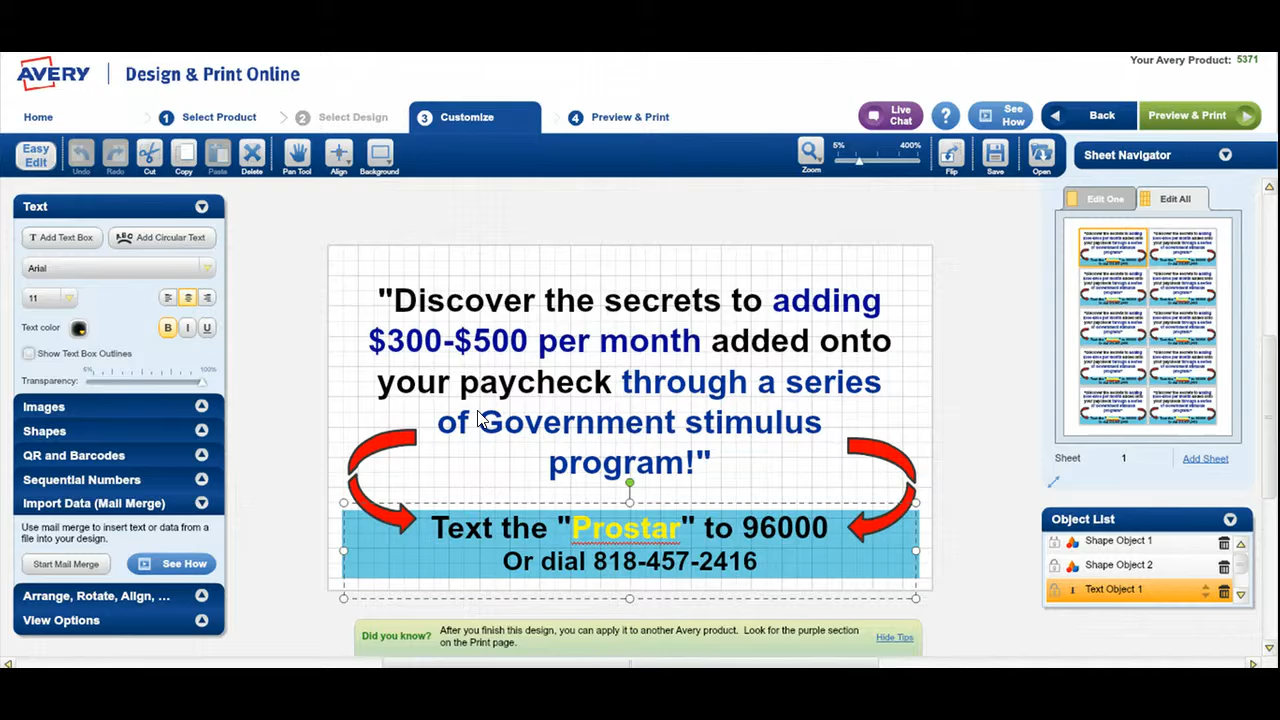 Your Avery Product: 5371
AVERY Design & Print Online
Home
1 Select Product
2 Select Design
3 Customize
4 Preview & Print
Live Chat
?
See How
Back
Preview & Print
Easy Edit
Undo
Redo
Cut
Copy
Paste
Delete
Pan Tool
Align
Background
Zoom
5% 400%
Flip
Save
Open
Sheet Navigator
Text
T Add Text Box
ABC Add Circular Text
Arial
11
Text color
B I U
Show Text Box Outlines
Transparency:
100%
Images
Shapes
QR and Barcodes
Sequential Numbers
Import Data (Mail Merge)
Use mail merge to insert text or data from a
file into your design.
Start Mail Merge
See How
Arrange, Rotate, Align, ...
View Options
"Discover the secrets to adding
$300-$500 per month added onto
your paycheck through a series
of Government stimulus
program!"
Text the "Prostar" to 96000
Or dial 818-457-2416
Did you know? After you finish this design, you can apply it to another Avery product. Look for the purple section
on the Print page.
Hide Tips
Edit One
Edit All
Sheet 1
Add Sheet
Object List
Shape Object 1
Shape Object 2
T Text Object 1